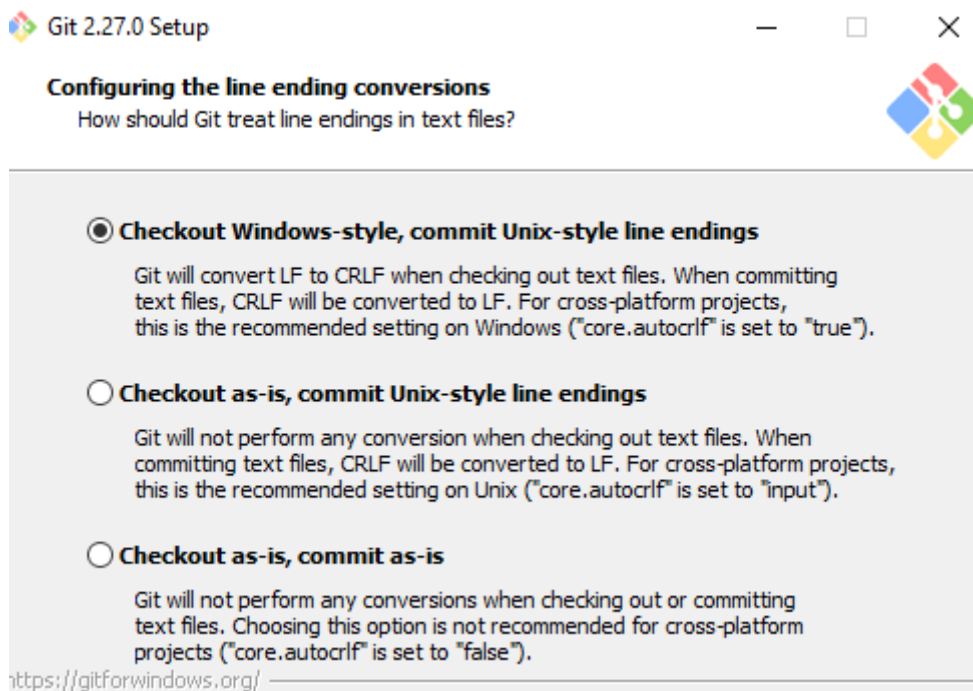 Git 2.27.0 Setup
Configuring the line ending conversions
How should Git treat line endings in text files?
Checkout Windows-style, commit Unix-style line endings
Git will convert LF to CRLF when checking out text files. When committing
text files, CRLF will be converted to LF. For cross-platform projects,
this is the recommended setting on Windows ("core.autocrlf" is set to "true").
Checkout as-is, commit Unix-style line endings
Git will not perform any conversion when checking out text files. When
committing text files, CRLF will be converted to LF. For cross-platform projects,
this is the recommended setting on Unix ("core.autocrlf" is set to "input").
Checkout as-is, commit as-is
Git will not perform any conversions when checking out or committing
text files. Choosing this option is not recommended for cross-platform
projects ("core.autocrlf" is set to "false").
https://gitforwindows.org/